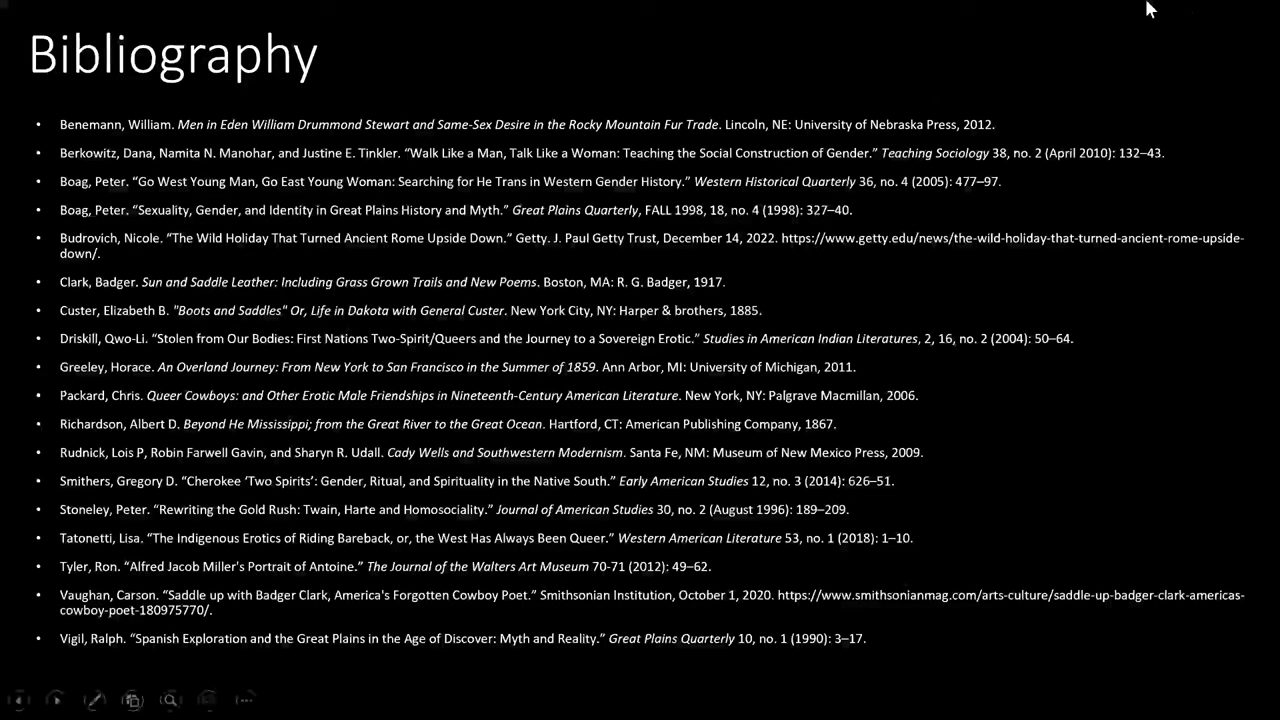 Bibliography
• Benemann, William. Men in Eden William Drummond Stewart and Same-Sex Desire in the Rocky Mountain Fur Trade. Lincoln, NE: University of Nebraska Press, 2012.
• Berkowitz, Dana, Namita N. Manohar, and Justine E. Tinkler. “Walk Like a Man, Talk Like a Woman: Teaching the Social Construction of Gender.” Teaching Sociology 38, no. 2 (April 2010): 132–43.
• Boag, Peter. “Go West Young Man, Go East Young Woman: Searching for He Trans in Western Gender History.” Western Historical Quarterly 36, no. 4 (2005): 477–97.
• Boag, Peter. “Sexuality, Gender, and Identity in Great Plains History and Myth.” Great Plains Quarterly, FALL 1998, 18, no. 4 (1998): 327–40.
• Budrovich, Nicole. “The Wild Holiday That Turned Ancient Rome Upside Down.” Getty. J. Paul Getty Trust, December 14, 2022. https://www.getty.edu/news/the-wild-holiday-that-turned-ancient-rome-upside-
down/.
• Clark, Badger. Sun and Saddle Leather: Including Grass Grown Trails and New Poems. Boston, MA: R. G. Badger, 1917.
• Custer, Elizabeth B. "Boots and Saddles" Or, Life in Dakota with General Custer. New York City, NY: Harper & brothers, 1885.
• Driskill, Qwo-Li. “Stolen from Our Bodies: First Nations Two-Spirit/Queers and the Journey to a Sovereign Erotic.” Studies in American Indian Literatures, 2, 16, no. 2 (2004): 50–64.
• Greeley, Horace. An Overland Journey: From New York to San Francisco in the Summer of 1859. Ann Arbor, MI: University of Michigan, 2011.
• Packard, Chris. Queer Cowboys: and Other Erotic Male Friendships in Nineteenth-Century American Literature. New York, NY: Palgrave Macmillan, 2006.
• Richardson, Albert D. Beyond He Mississippi; from the Great River to the Great Ocean. Hartford, CT: American Publishing Company, 1867.
• Rudnick, Lois P, Robin Farwell Gavin, and Sharyn R. Udall. Cady Wells and Southwestern Modernism. Santa Fe, NM: Museum of New Mexico Press, 2009.
• Smithers, Gregory D. “Cherokee ‘Two Spirits’: Gender, Ritual, and Spirituality in the Native South.” Early American Studies 12, no. 3 (2014): 626–51.
• Stoneley, Peter. “Rewriting the Gold Rush: Twain, Harte and Homosociality.” Journal of American Studies 30, no. 2 (August 1996): 189–209.
• Tatonetti, Lisa. “The Indigenous Erotics of Riding Bareback, or, the West Has Always Been Queer.” Western American Literature 53, no. 1 (2018): 1–10.
• Tyler, Ron. “Alfred Jacob Miller's Portrait of Antoine.” The Journal of the Walters Art Museum 70-71 (2012): 49–62.
• Vaughan, Carson. “Saddle up with Badger Clark, America's Forgotten Cowboy Poet.” Smithsonian Institution, October 1, 2020. https://www.smithsonianmag.com/arts-culture/saddle-up-badger-clark-americas-
cowboy-poet-180975770/.
• Vigil, Ralph. “Spanish Exploration and the Great Plains in the Age of Discover: Myth and Reality.” Great Plains Quarterly 10, no. 1 (1990): 3–17.